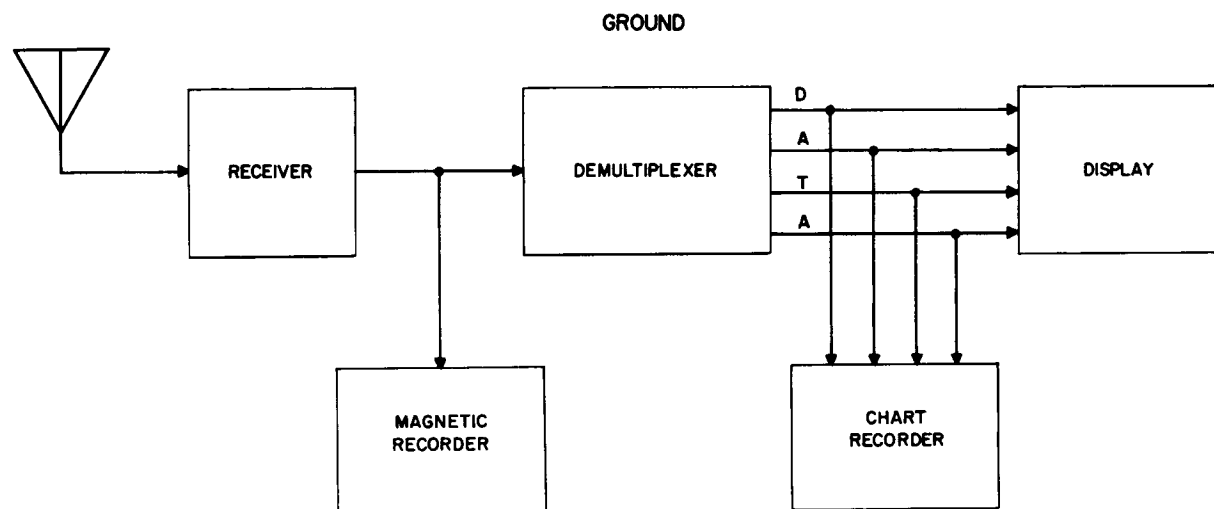 GROUND
RECEIVER
DEMULTIPLEXER
D
A
T
A
DISPLAY
MAGNETIC
RECORDER
CHART
RECORDER